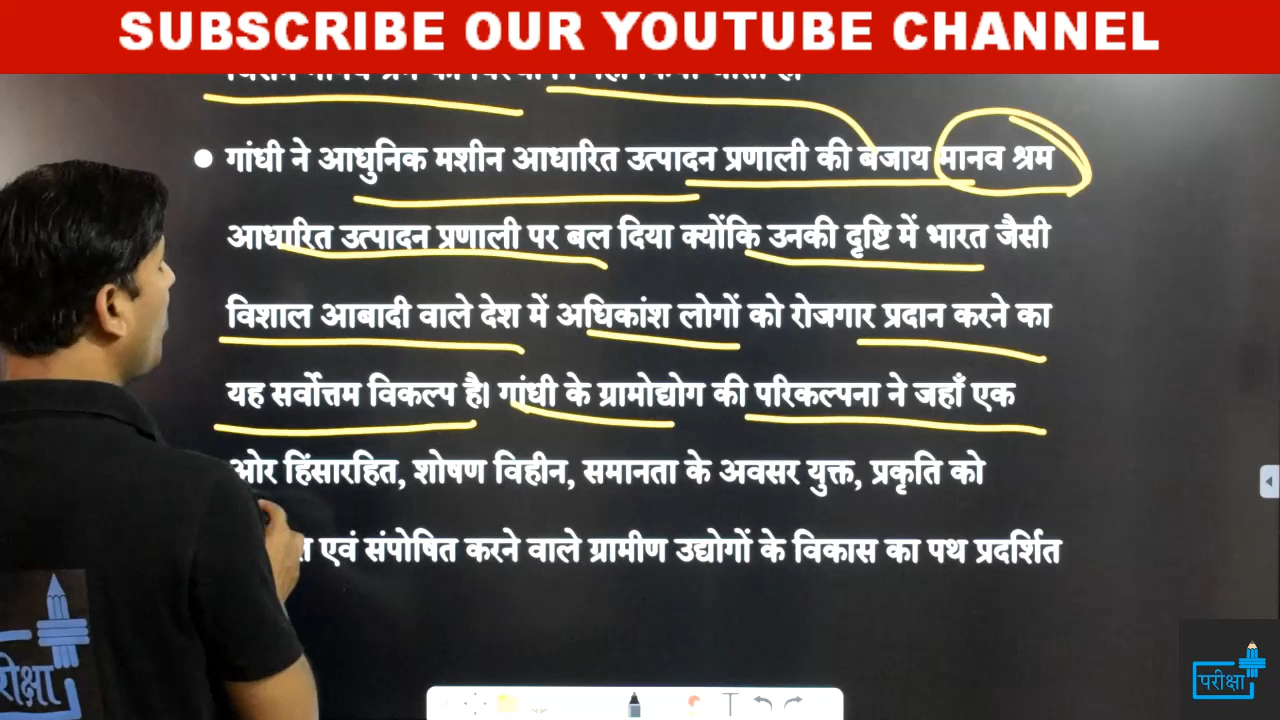 SUBSCRIBE OUR YOUTUBE CHANNEL
गांधी ने आधुनिक मशीन आधारित उत्पादन प्रणाली की बजाय मानव श्रम
आधारित उत्पादन प्रणाली पर बल दिया क्योंकि उनकी दृष्टि में भारत जैसी
विशाल आबादी वाले देश में अधिकांश लोगों को रोजगार प्रदान करने का
यह सर्वोत्तम विकल्प है। गांधी के ग्रामोद्योग की परिकल्पना ने जहाँ एक
ओर हिंसारहित, शोषण विहीन, समानता के अवसर युक्त, प्रकृति को
एवं संपोषित करने वाले ग्रामीण उद्योगों के विकास का पथ प्रदर्शित
परीक्षा